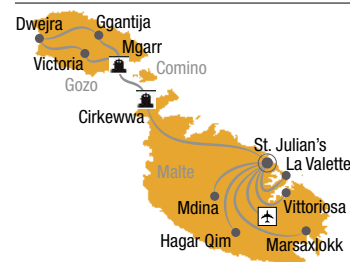 Dwejra
Ggantija
Mgarr
Victoria
Gozo
Comino
Cirkewwa
St. Julian's
La Valette
Malte
Mdina
Vittoriosa
Hagar Qim
Marsaxlokk